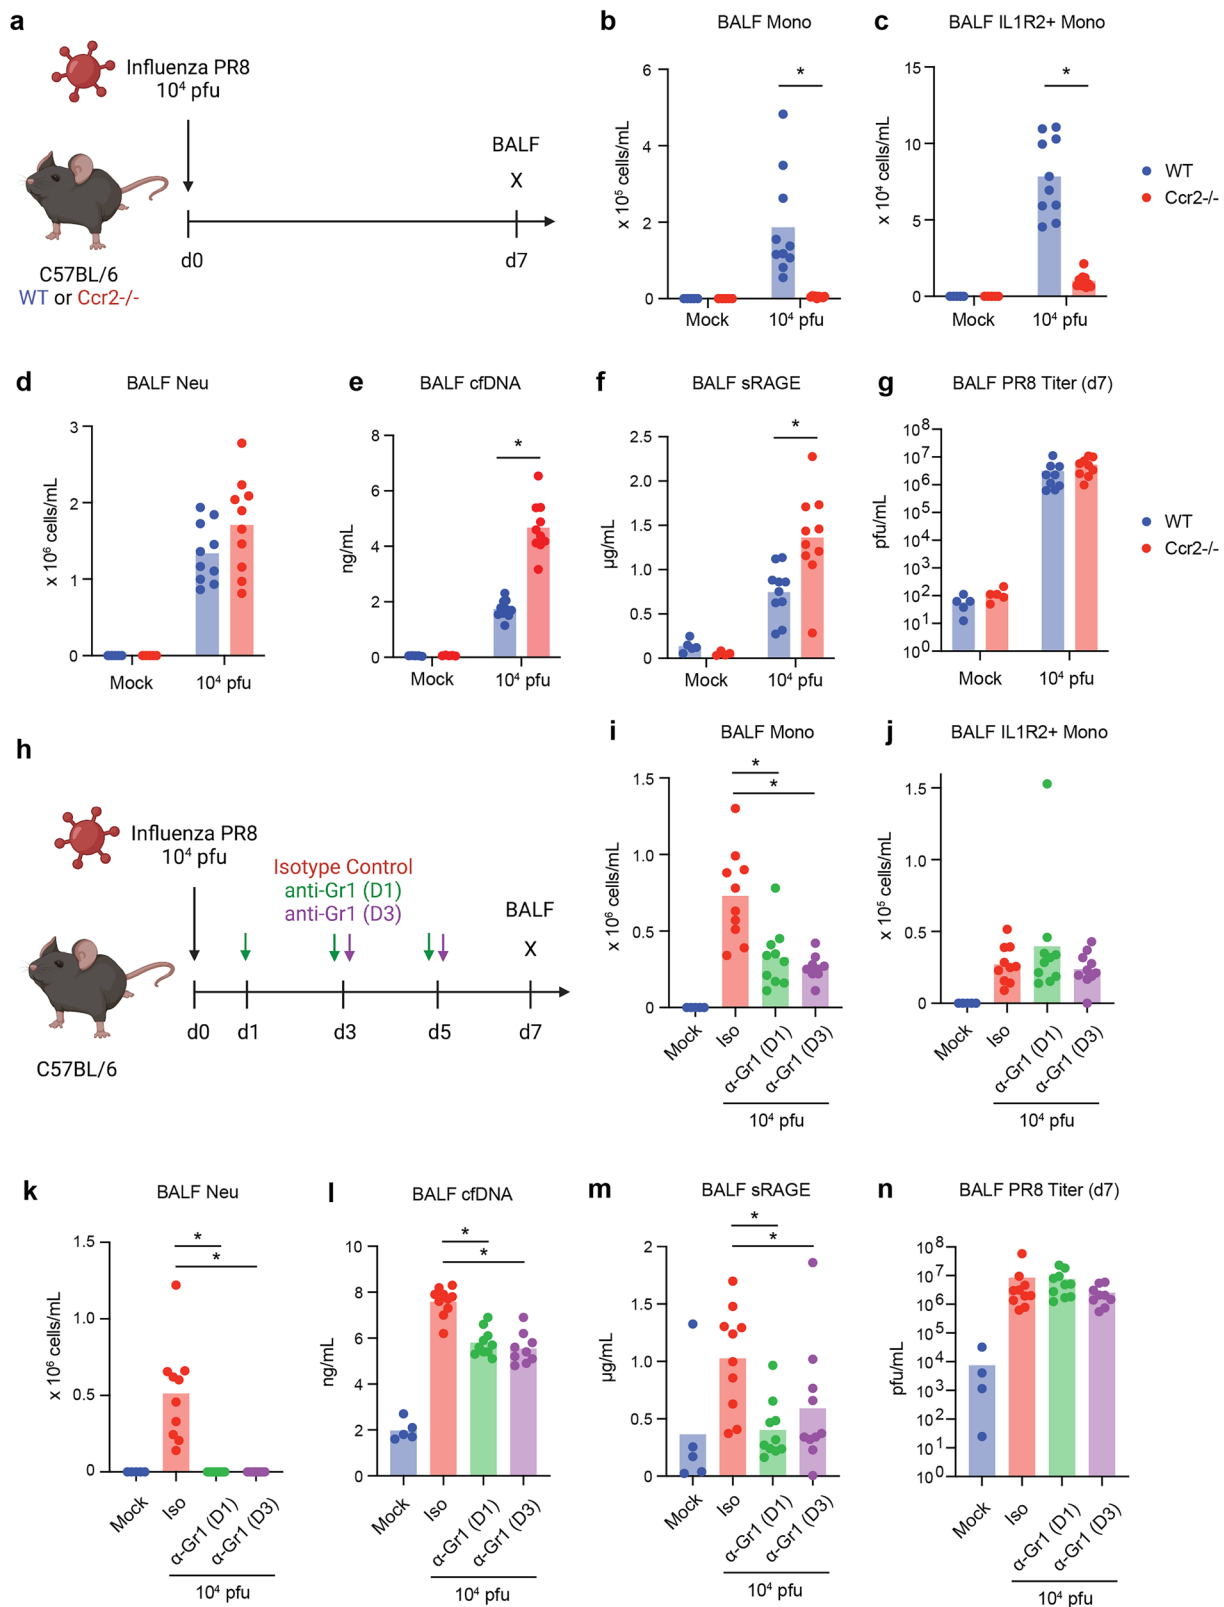 a
Influenza PR8
10⁴ pfu
BALF
X
d0
d7
C57BL/6
WT or Ccr2-/-
b
BALF Mono
x 10⁵ cells/mL
6
4
2
0
*
Mock
10⁴ pfu
c
BALF IL1R2+ Mono
x 10⁴ cells/mL
15
10
5
0
*
Mock
10⁴ pfu
WT
Ccr2-/-
d
BALF Neu
x 10⁶ cells/mL
3
2
1
0
Mock
10⁴ pfu
e
BALF cfDNA
ng/mL
8
6
4
2
0
*
Mock
10⁴ pfu
f
BALF sRAGE
µg/mL
2.5
2.0
1.5
1.0
0.5
0
*
Mock
10⁴ pfu
g
BALF PR8 Titer (d7)
pfu/mL
10⁸
10⁷
10⁶
10⁵
10⁴
10³
10²
10¹
10⁰
Mock
10⁴ pfu
WT
Ccr2-/-
h
Influenza PR8
10⁴ pfu
Isotype Control
anti-Gr1 (D1)
anti-Gr1 (D3)
BALF
X
d0
d1
d3
d5
d7
C57BL/6
i
BALF Mono
x 10⁶ cells/mL
1.5
1.0
0.5
0
*
*
Mock
Iso
α-Gr1 (D1)
α-Gr1 (D3)
10⁴ pfu
j
BALF IL1R2+ Mono
x 10⁵ cells/mL
1.5
1.0
0.5
0
Mock
Iso
α-Gr1 (D1)
α-Gr1 (D3)
10⁴ pfu
k
BALF Neu
x 10⁶ cells/mL
1.5
1.0
0.5
0
*
*
Mock
Iso
α-Gr1 (D1)
α-Gr1 (D3)
10⁴ pfu
l
BALF cfDNA
ng/mL
10
8
6
4
2
0
*
*
Mock
Iso
α-Gr1 (D1)
α-Gr1 (D3)
10⁴ pfu
m
BALF sRAGE
µg/mL
2
1.5
1.0
0.5
0
*
*
Mock
Iso
α-Gr1 (D1)
α-Gr1 (D3)
10⁴ pfu
n
BALF PR8 Titer (d7)
pfu/mL
10⁸
10⁷
10⁶
10⁵
10⁴
10³
10²
10¹
10⁰
Mock
Iso
α-Gr1 (D1)
α-Gr1 (D3)
10⁴ pfu